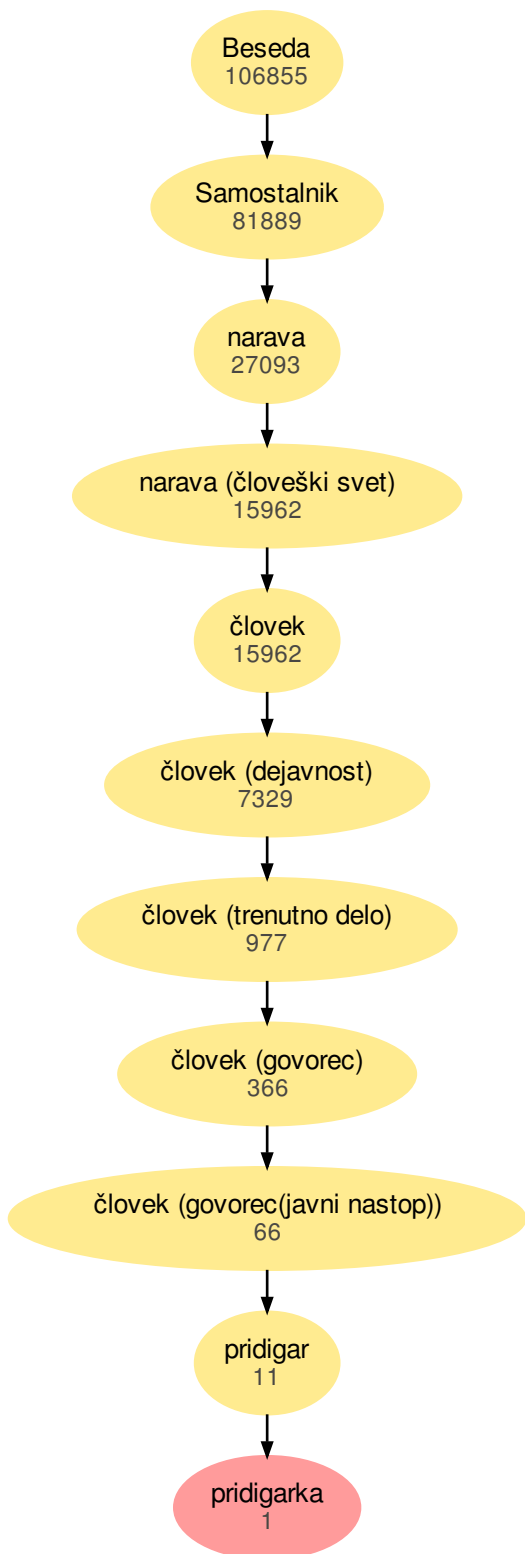 Beseda
106855
Samostalnik
81889
narava
27093
narava (človeški svet)
15962
človek
15962
človek (dejavnost)
7329
človek (trenutno delo)
977
človek (govorec)
366
človek (govorec(javni nastop))
66
pridigar
11
pridigarka
1